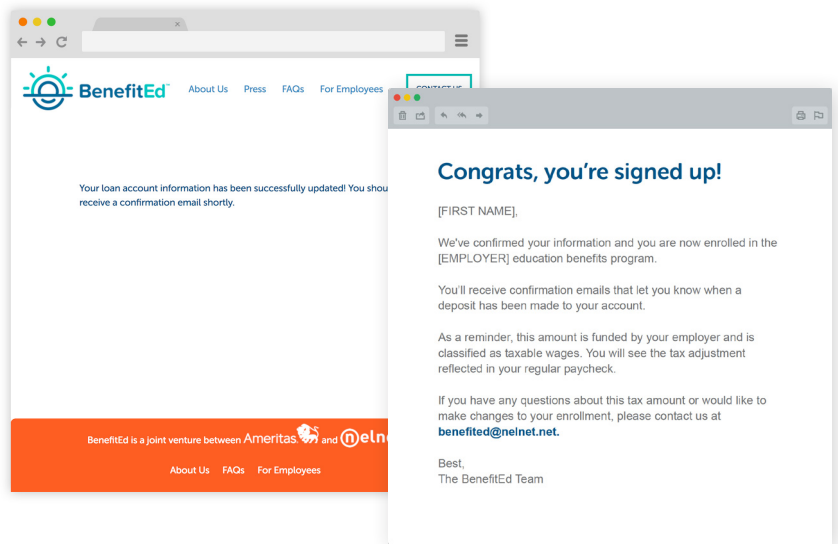 BenefitEd™
About Us Press FAQs For Employees CONTACT US
Your loan account information has been successfully updated! You shou
receive a confirmation email shortly.
BenefitEd is a joint venture between Ameritas and nelne
About Us FAQs For Employees
Congrats, you're signed up!
[FIRST NAME],
We've confirmed your information and you are now enrolled in the
[EMPLOYER] education benefits program.
You'll receive confirmation emails that let you know when a
deposit has been made to your account.
As a reminder, this amount is funded by your employer and is
classified as taxable wages. You will see the tax adjustment
reflected in your regular paycheck.
If you have any questions about this tax amount or would like to
make changes to your enrollment, please contact us at
benefited@nelnet.net.
Best,
The BenefitEd Team